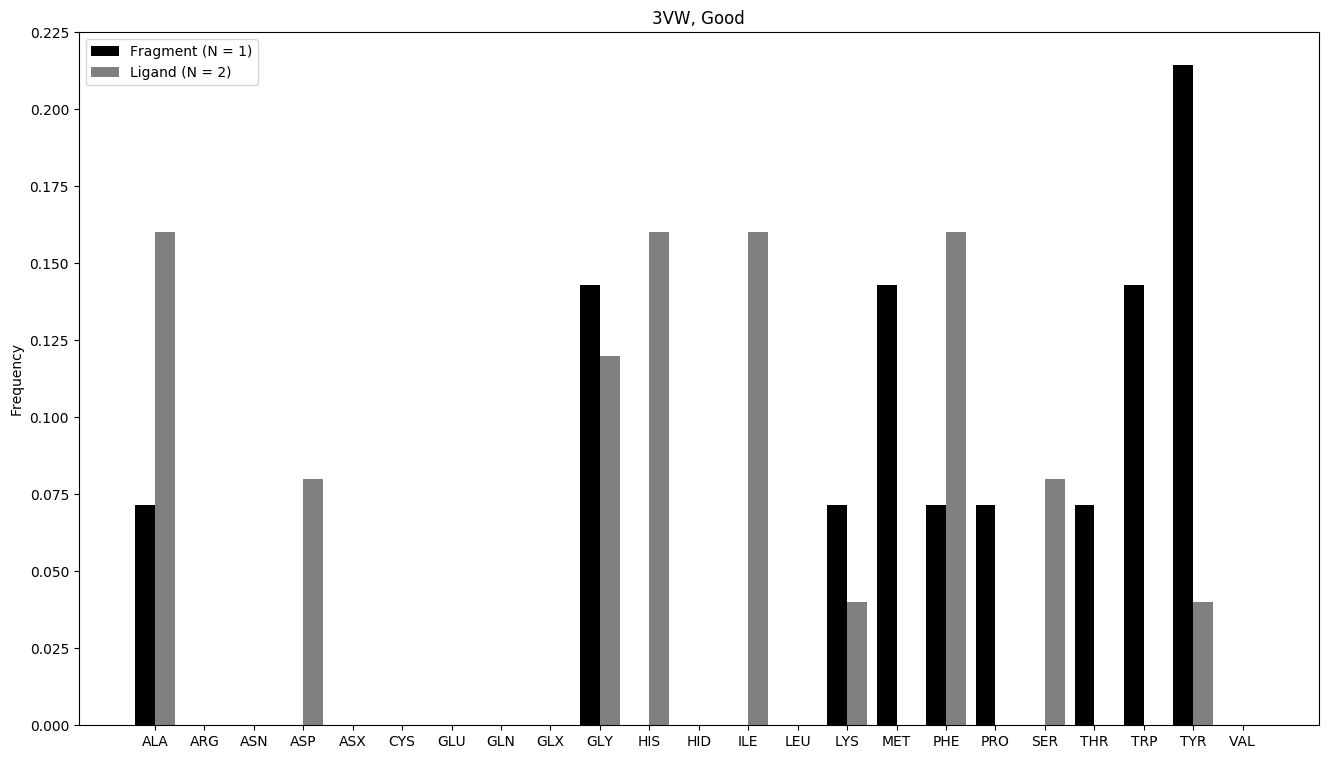 3VW, Good
Fragment (N = 1)
Ligand (N = 2)
Frequency
0.225
0.200
0.175
0.150
0.125
0.100
0.075
0.050
0.025
0.000
ALA ARG ASN ASP ASX CYS GLU GLN GLX GLY HIS HID ILE LEU LYS MET PHE PRO SER THR TRP TYR VAL